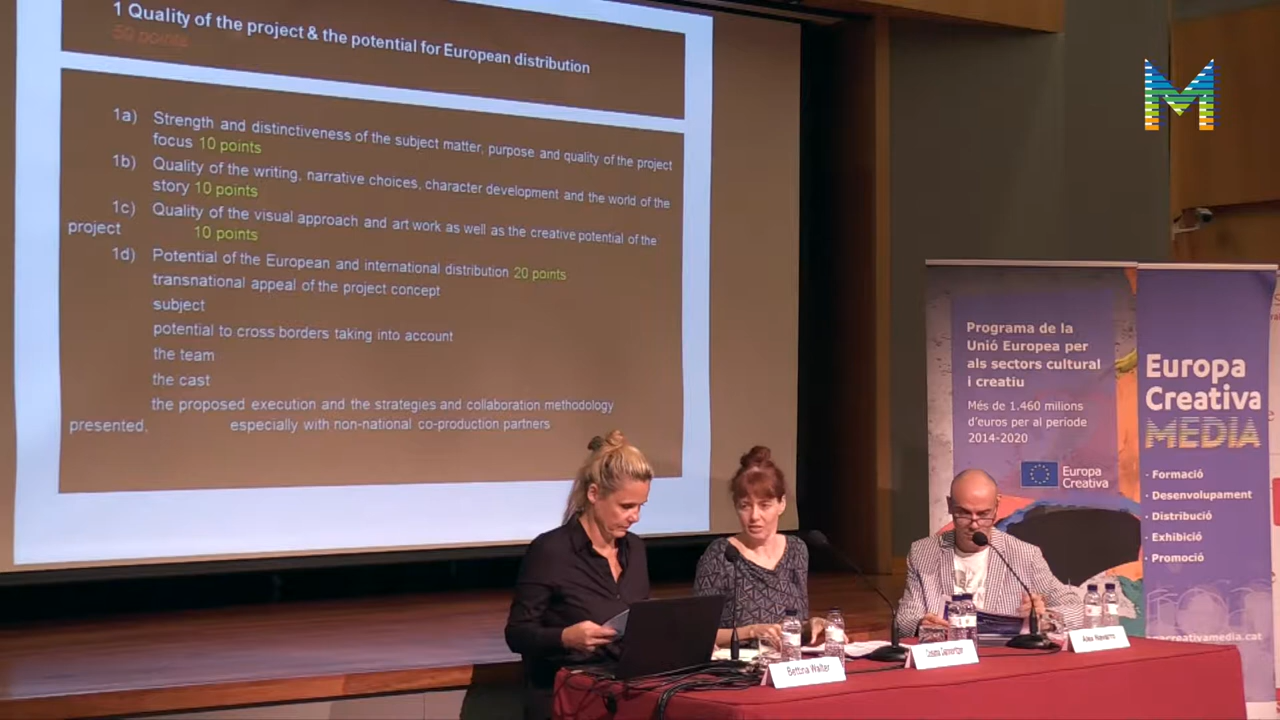 1 Quality of the project & the potential for European distribution
50 points
1a) Strength and distinctiveness of the subject matter, purpose and quality of the project
focus 10 points
1b) Quality of the writing, narrative choices, character development and the world of the
story 10 points
1c) Quality of the visual approach and art work as well as the creative potential of the
project 10 points
1d) Potential of the European and international distribution 20 points
transnational appeal of the project concept
subject
potential to cross borders taking into account
the team
the cast
the proposed execution and the strategies and collaboration methodology
presented, especially with non-national co-production partners
M
Programa de la
Unió Europea per
als sectors cultural
i creatiu
Més de 1.460 milions
d'euros per al període
2014-2020
Europa
Creativa
Europa
Creativa
MEDIA
- Formació
- Desenvolupament
- Distribució
- Exhibició
- Promoció
creativamedia.cat
Bettina Walter
Alex Navarro